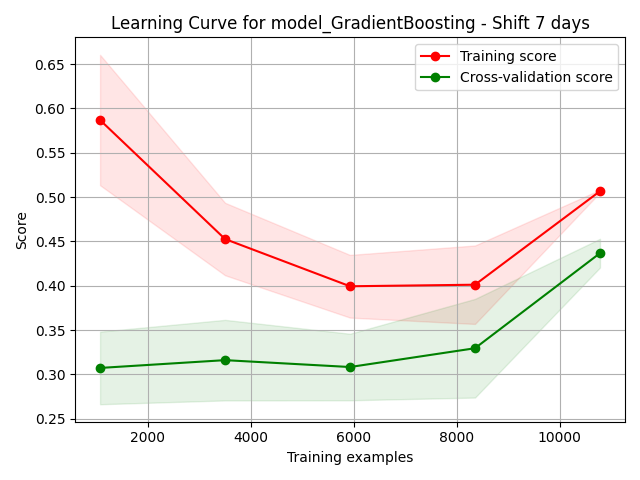 Learning Curve for model_GradientBoosting - Shift 7 days
Training score
Cross-validation score
0.65
0.60
0.55
0.50
0.45
0.40
0.35
0.30
0.25
Score
2000 4000 6000 8000 10000
Training examples